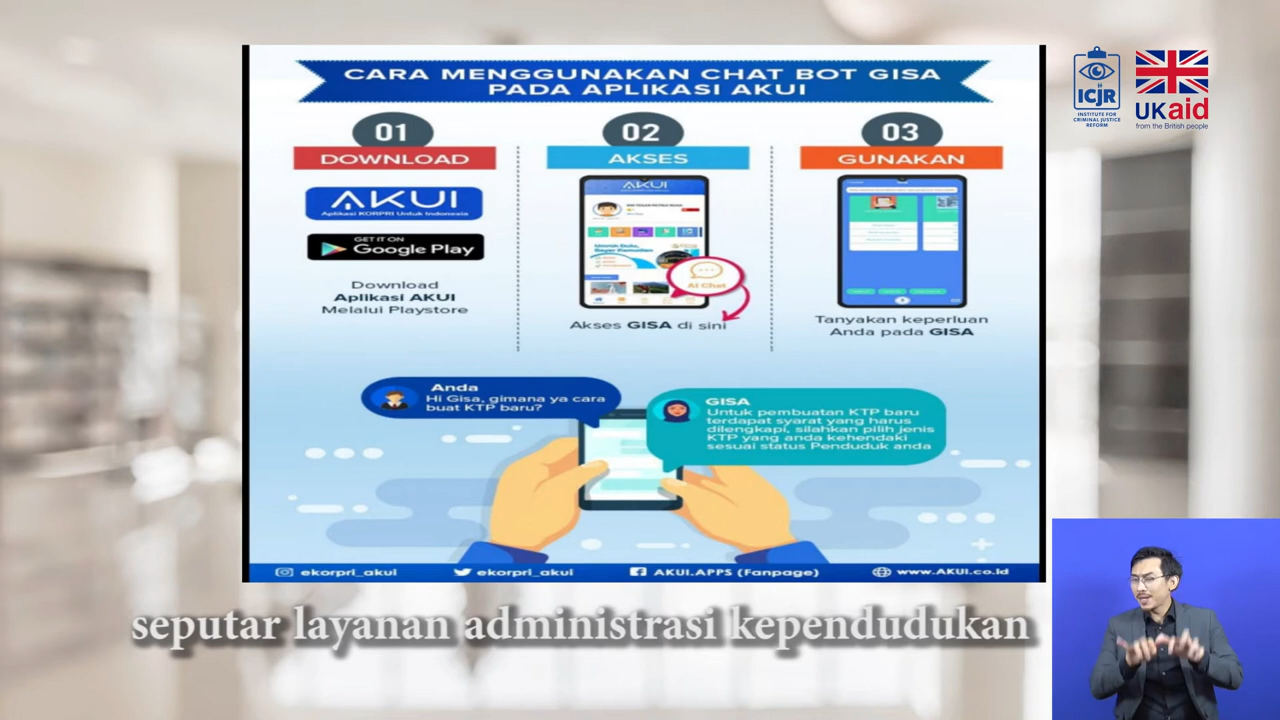 CARA MENGGUNAKAN CHAT BOT GISA
PADA APLIKASI AKUI
ICJR
INSTITUTE FOR
CRIMINAL JUSTICE
REFORM
UKaid
from the British people
01
DOWNLOAD
AKUI
Aplikasi KORPRI Untuk Indonesia
GET IT ON
Google Play
Download
Aplikasi AKUI
Melalui Playstore
02
AKSES
AKUI
AI Chat
Akses GISA di sini
03
GUNAKAN
Tanyakan keperluan
Anda pada GISA
Anda
Hi Gisa, gimana ya cara
buat KTP baru?
GISA
Untuk pembuatan KTP baru
terdapat syarat yang harus
dilengkapi, silahkan pilih jenis
KTP yang anda kehendaki
sesuai status Penduduk anda
ekorpri_akui
ekorpri_akui
AKUI.APPS (Fanpage)
www.AKUI.co.id
seputar layanan administrasi kependudukan